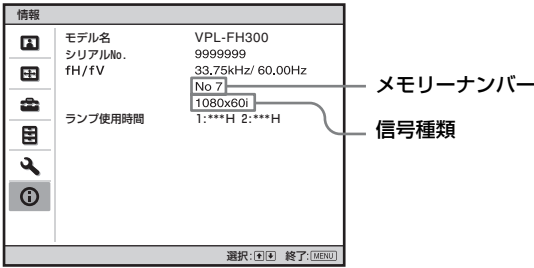 情報
モデル名 VPL-FH300
シリアルNo. 9999999
fH/fV 33.75kHz/ 60.00Hz
No 7
メモリーナンバー
1080x60i
信号種類
ランプ使用時間 1:***H 2:***H
選択: 終了:MENU